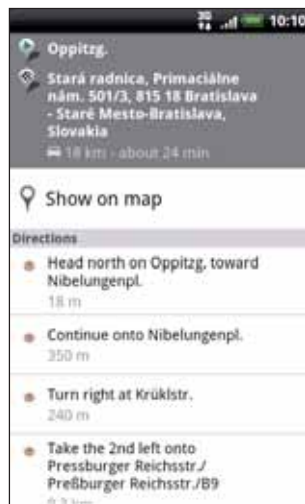 3G 10:10
Oppitzg.
Stará radnica, Primaciálne
nám. 501/3, 815 18 Bratislava
- Staré Mesto-Bratislava,
Slovakia
18 km - about 24 min
Show on map
Directions
Head north on Oppitzg, toward
Nibelungenpl.
18 m
Continue onto Nibelungenpl.
350 m
Turn right at Krüklstr.
240 m
Take the 2nd left onto
Pressburger Reichsstr./
Preßburger Reichsstr./B9